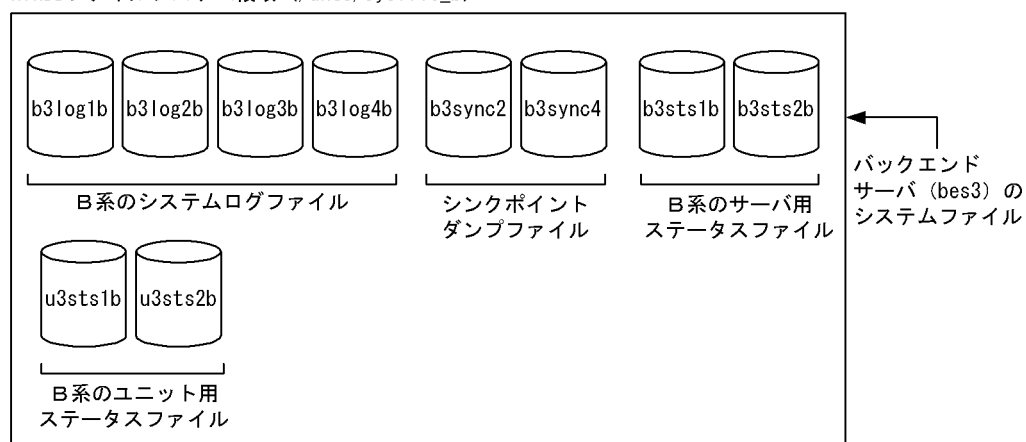 b3log1b b3log2b b3log3b b3log4b b3sync2 b3sync4 b3sts1b b3sts2b
B系のシステムログファイル
シンクポイント
ダンプファイル
B系のサーバ用
ステータスファイル
バックエンド
サーバ（bes3）の
システムファイル
u3sts1b u3sts2b
B系のユニット用
ステータスファイル